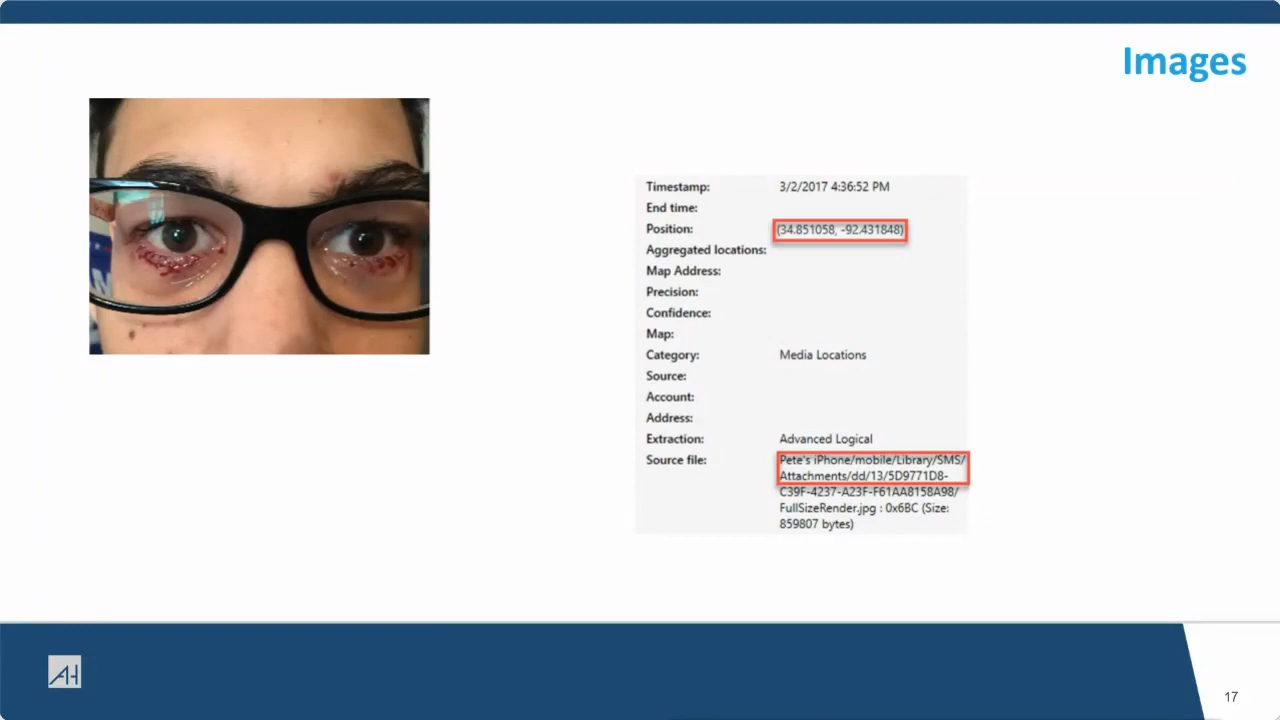 Images
Timestamp: 3/2/2017 4:36:52 PM
End time:
Position: (34.851058, -92.431848)
Aggregated locations:
Map Address:
Precision:
Confidence:
Map:
Category: Media Locations
Source:
Account:
Address:
Extraction: Advanced Logical
Source file: Pete's iPhone/mobile/Library/SMS/
Attachments/dd/13/5D9771D8-
C39F-4237-A23F-F61AA8158A98/
FullSizeRender.jpg : 0x6BC (Size:
859807 bytes)
AH
17